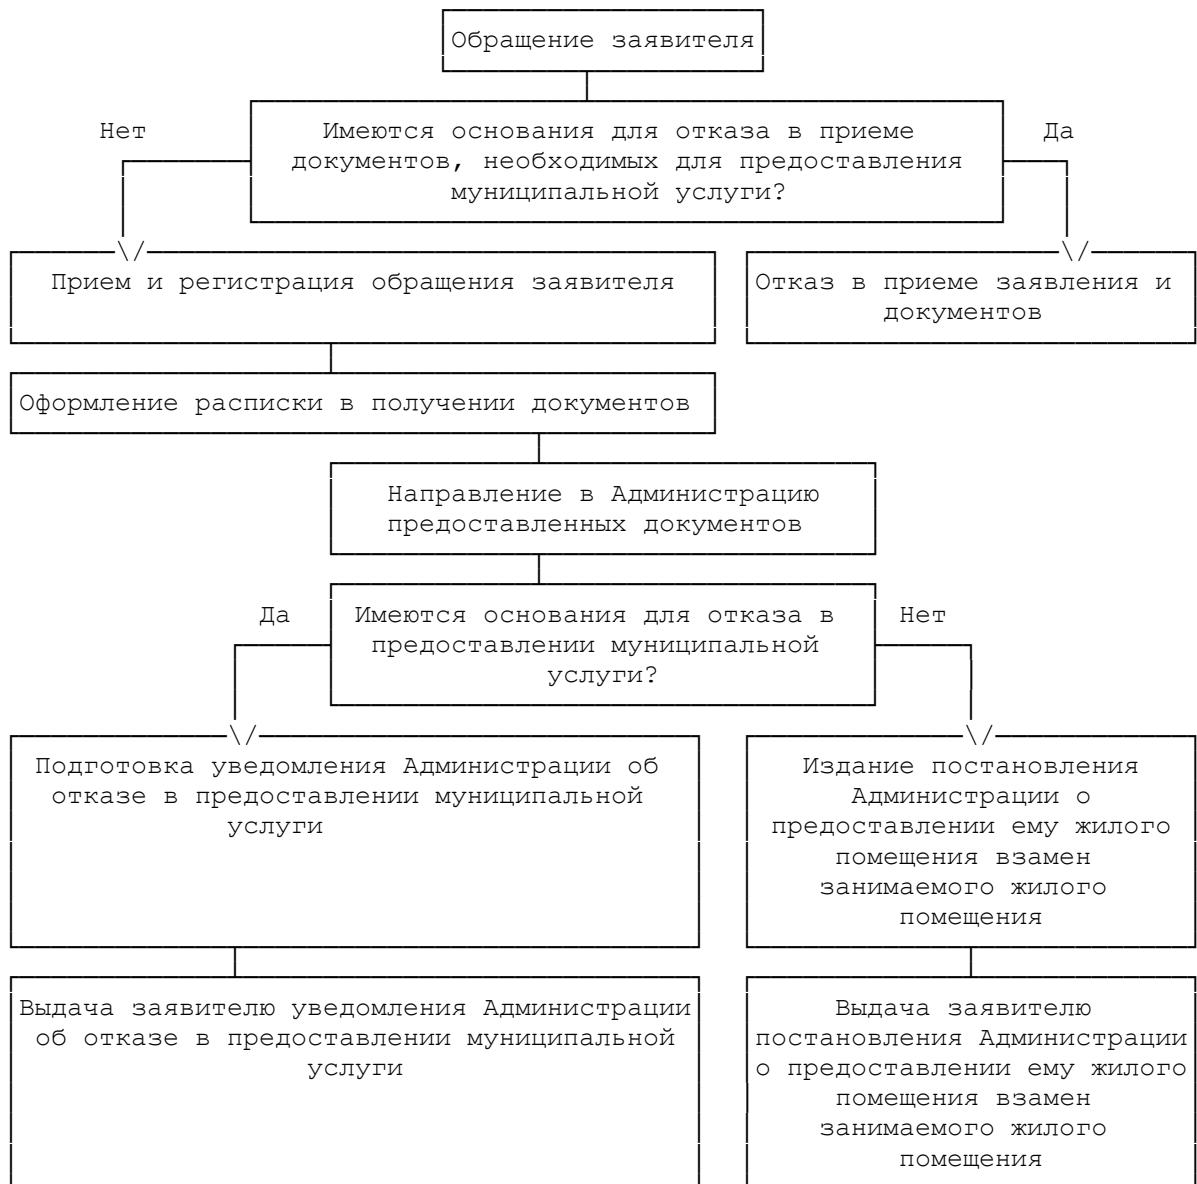 Обращение заявителя
Нет
Имеются основания для отказа в приеме
документов, необходимых для предоставления
муниципальной услуги?
Да
Прием и регистрация обращения заявителя
Отказ в приеме заявления и
документов
Оформление расписки в получении документов
Направление в Администрацию
предоставленных документов
Да
Имеются основания для отказа в
предоставлении муниципальной
услуги?
Нет
Подготовка уведомления Администрации об
отказе в предоставлении муниципальной
услуги
Издание постановления
Администрации о
предоставлении ему жилого
помещения взамен
занимаемого жилого
помещения
Выдача заявителю уведомления Администрации
об отказе в предоставлении муниципальной
услуги
Выдача заявителю
постановления Администрации
о предоставлении ему жилого
помещения взамен
занимаемого жилого
помещения